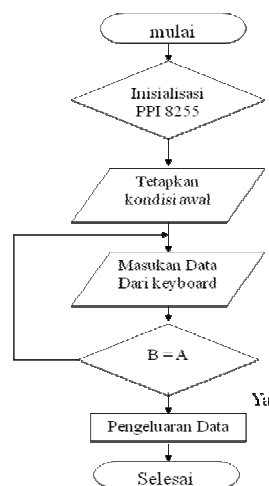 mulai
Inisialisasi
PPI 8255
Tetapkan
kondisi awal
Masukan Data
Dari keyboard
B = A
Ya
Pengeluaran Data
Selesai